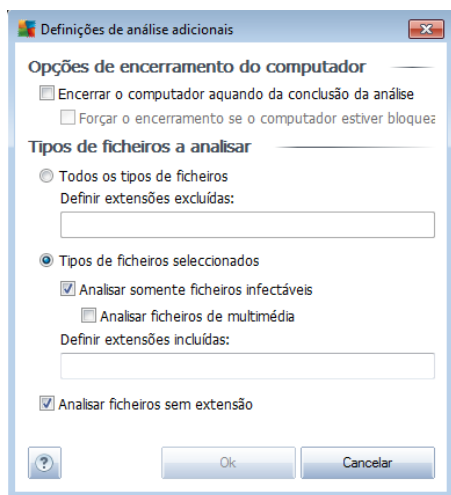 Definições de análise adicionais
Opções de encerramento do computador
Encerrar o computador aquando da conclusão da análise
Forçar o encerramento se o computador estiver bloquea
Tipos de ficheiros a analisar
Todos os tipos de ficheiros
Definir extensões excluídas:
Tipos de ficheiros seleccionados
Analisar somente ficheiros infectáveis
Analisar ficheiros de multimédia
Definir extensões incluídas:
Analisar ficheiros sem extensão
? Ok Cancelar